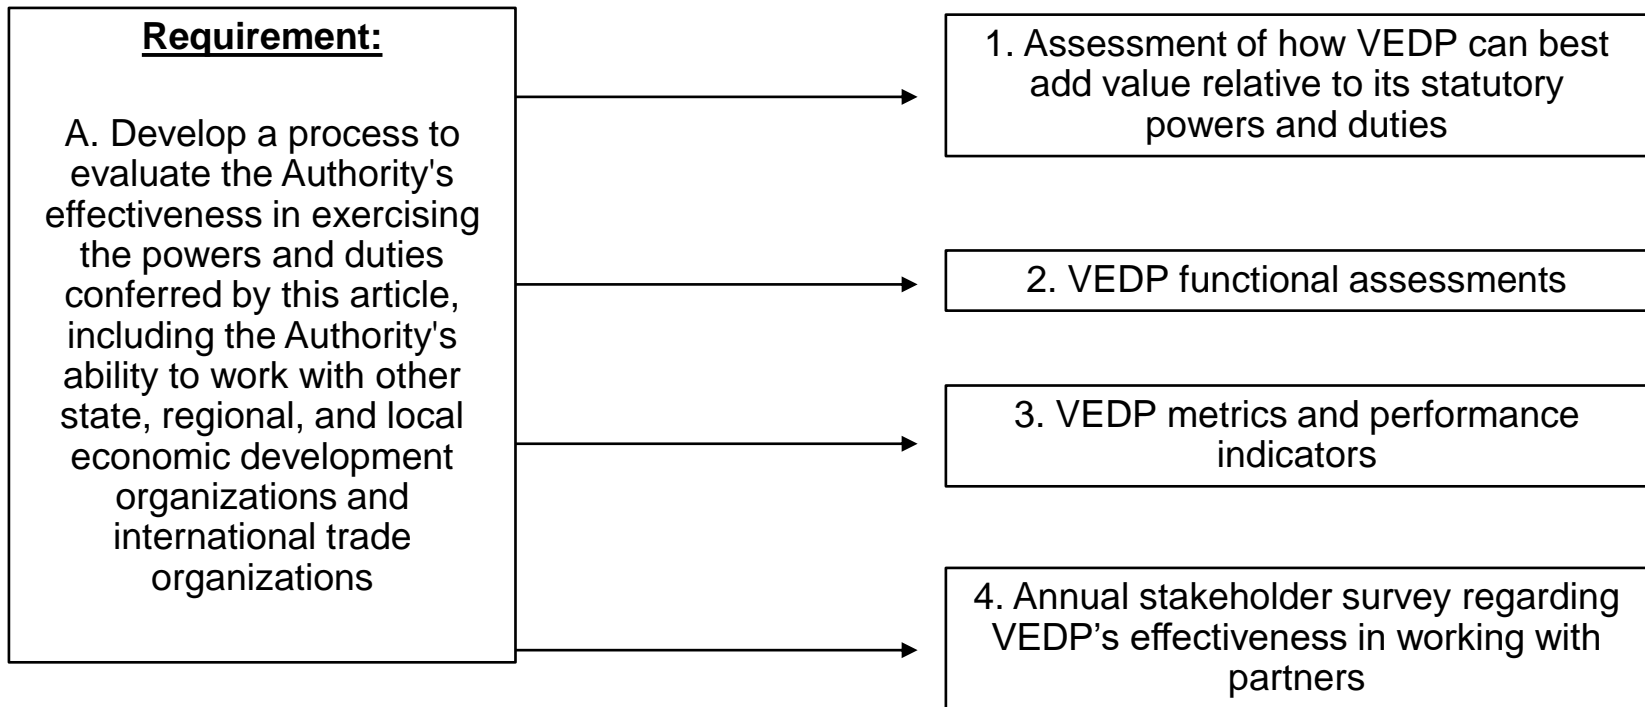 Requirement:
A. Develop a process to
evaluate the Authority's
effectiveness in exercising
the powers and duties
conferred by this article,
including the Authority's
ability to work with other
state, regional, and local
economic development
organizations and
international trade
organizations
1. Assessment of how VEDP can best
add value relative to its statutory
powers and duties
2. VEDP functional assessments
3. VEDP metrics and performance
indicators
4. Annual stakeholder survey regarding
VEDP’s effectiveness in working with
partners